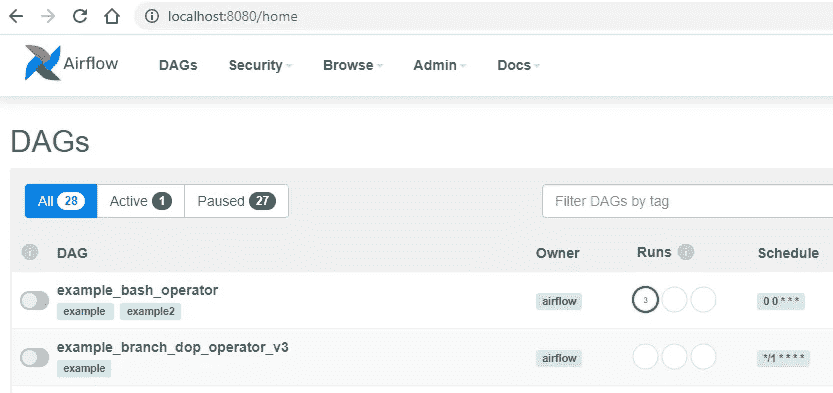 localhost:8080/home
Airflow DAGs Security Browse Admin Docs
DAGs
All 28 Active 1 Paused 27 Filter DAGs by tag
i DAG Owner Runs i Schedule
example_bash_operator airflow 3 0 0 * * *
example example2
example_branch_dop_operator_v3 airflow */1 * * * *
example